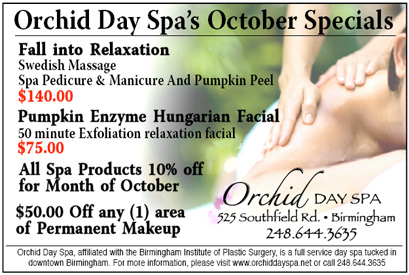 Orchid Day Spa's October Specials
Fall into Relaxation
Swedish Massage
Spa Pedicure & Manicure And Pumpkin Peel
$140.00
Pumpkin Enzyme Hungarian Facial
50 minute Exfoliation relaxation facial
$75.00
All Spa Products 10% off
for Month of October
$50.00 Off any (1) area
of Permanent Makeup
Orchid DAY SPA
525 Southfield Rd. • Birmingham
248.644.3635
Orchid Day Spa, affiliated with the Birmingham Institute of Plastic Surgery, is a full service day spa tucked in
downtown Birmingham. For more information, please visit www.orchiddayspa.net or call 248.644.3635